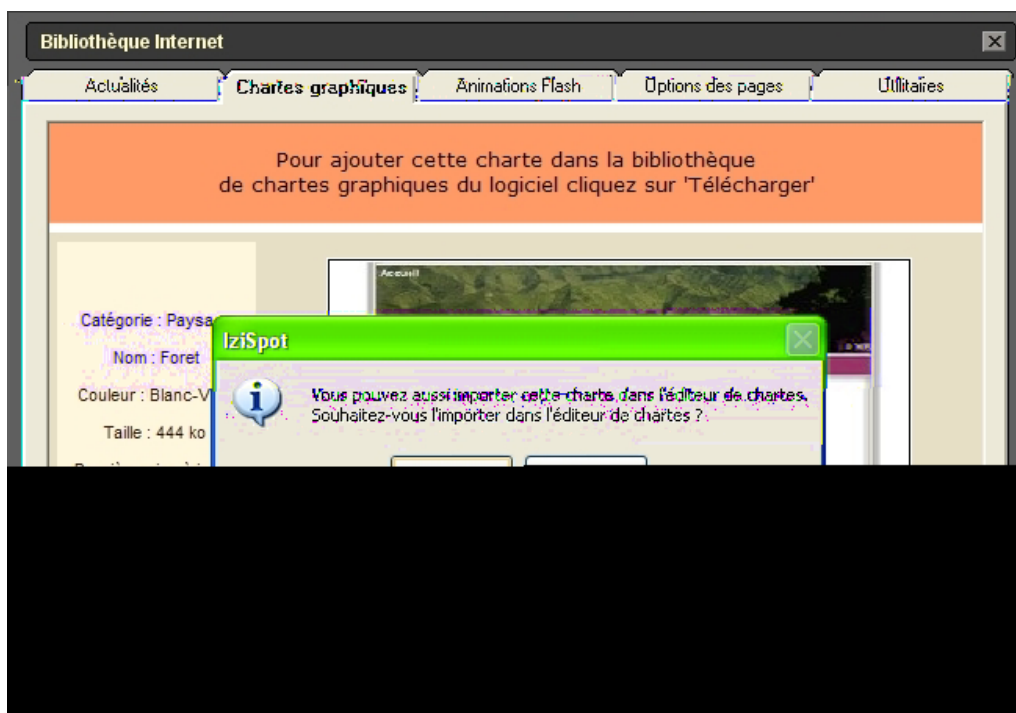 Bibliothèque Internet
Actualités
Chartes graphiques
Animations Flash
Options des pages
Utilitaires
Pour ajouter cette charte dans la bibliothèque
de chartes graphiques du logiciel cliquez sur 'Télécharger'
Accueil
Catégorie : Paysa
Nom : Foret
Couleur : Blanc-V
Taille : 444 ko
IziSpot
Vous pouvez aussi importer cette charte dans l'éditeur de chartes.
Souhaitez-vous l'importer dans l'éditeur de chartes ?